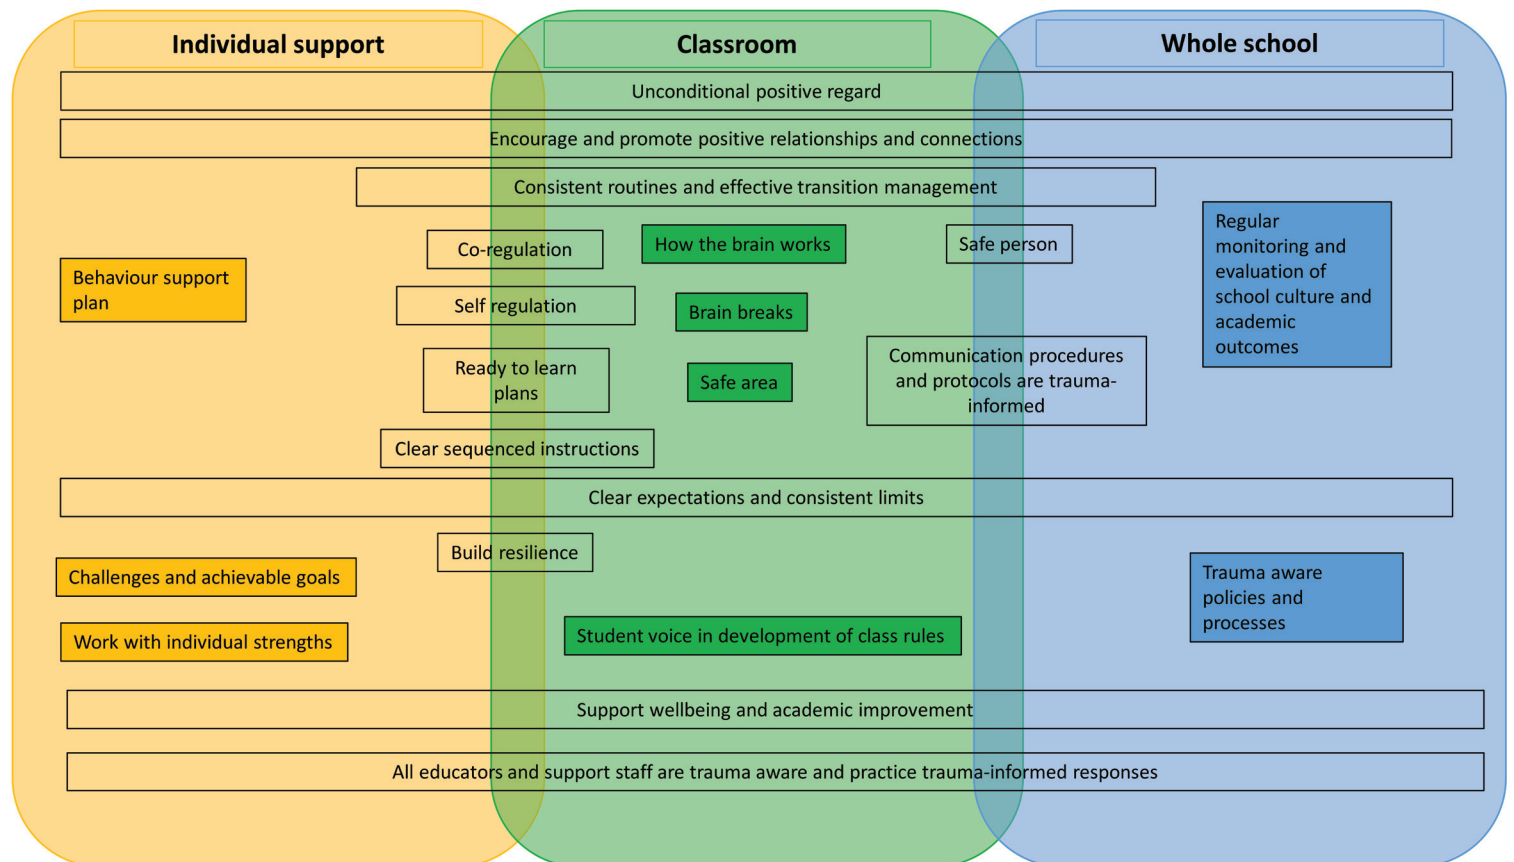 Individual support
Classroom
Whole school
Unconditional positive regard
Encourage and promote positive relationships and connections
Consistent routines and effective transition management
Co-regulation
How the brain works
Safe person
Regular
monitoring and
evaluation of
school culture and
academic
outcomes
Behaviour support
plan
Self regulation
Brain breaks
Ready to learn
plans
Safe area
Communication procedures
and protocols are trauma-
informed
Clear sequenced instructions
Clear expectations and consistent limits
Build resilience
Challenges and achievable goals
Trauma aware
policies and
processes
Work with individual strengths
Student voice in development of class rules
Support wellbeing and academic improvement
All educators and support staff are trauma aware and practice trauma-informed responses